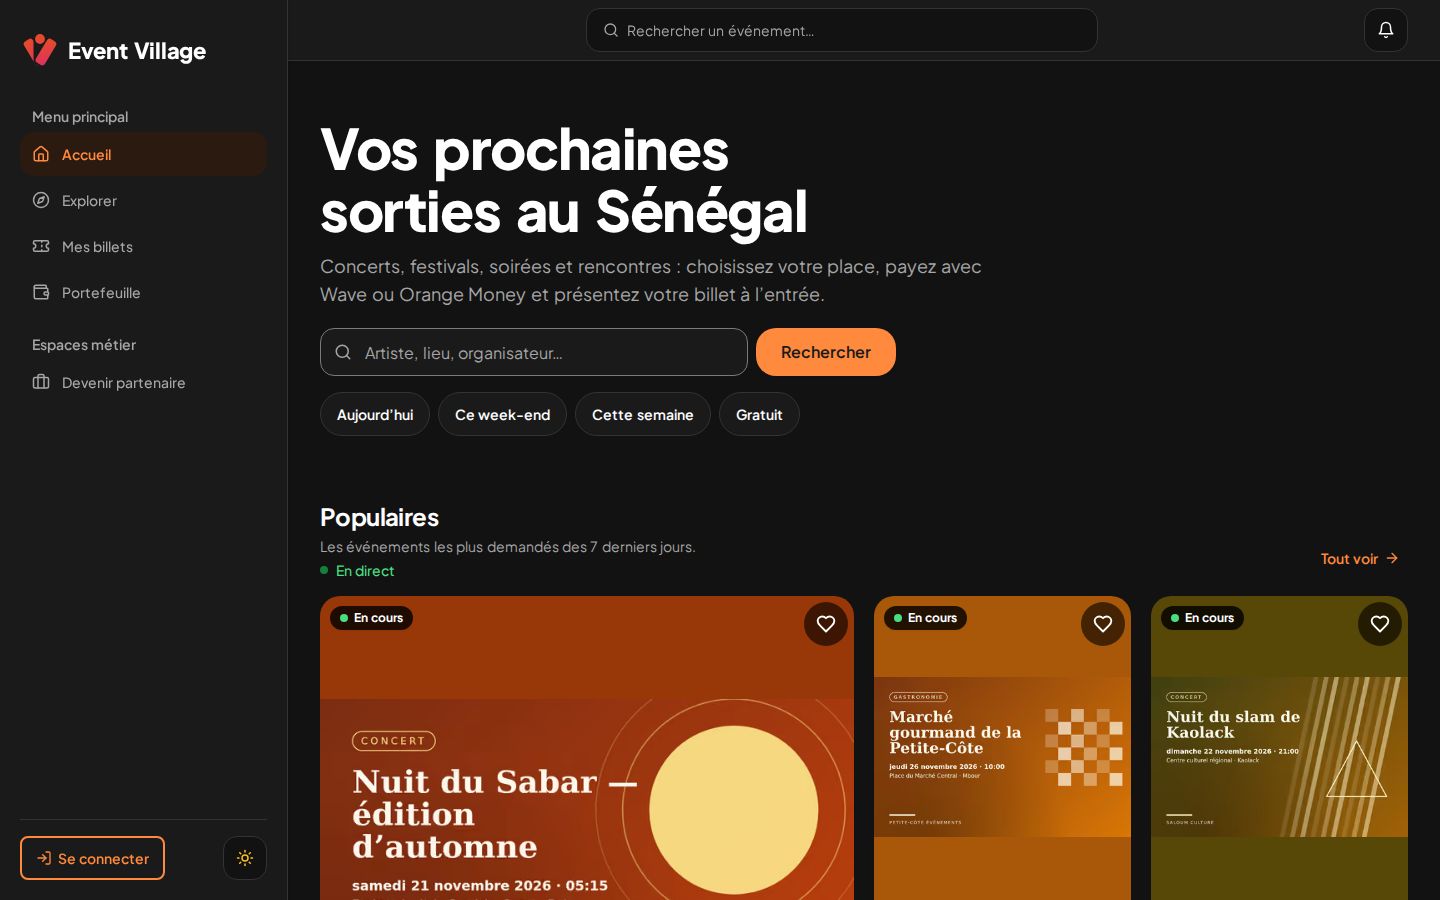 Event Village
Rechercher un événement…
Menu principal
Accueil
Explorer
Mes billets
Portefeuille
Espaces métier
Devenir partenaire
Se connecter
Vos prochaines
sorties au Sénégal
Concerts, festivals, soirées et rencontres : choisissez votre place, payez avec
Wave ou Orange Money et présentez votre billet à l’entrée.
Artiste, lieu, organisateur…
Rechercher
Aujourd’hui
Ce week-end
Cette semaine
Gratuit
Populaires
Les événements les plus demandés des 7 derniers jours.
En direct
Tout voir
En cours
CONCERT
Nuit du Sabar —
édition
d’automne
samedi 21 novembre 2026 · 05:15
En cours
GASTRONOMIE
Marché
gourmand de la
Petite-Côte
jeudi 26 novembre 2026 · 10:00
Place du Marché Central · Mbour
PETITE-CÔTE ÉVÉNEMENTS
En cours
CONCERT
Nuit du slam de
Kaolack
dimanche 22 novembre 2026 · 21:00
Centre culturel régional · Kaolack
SALOUM CULTURE